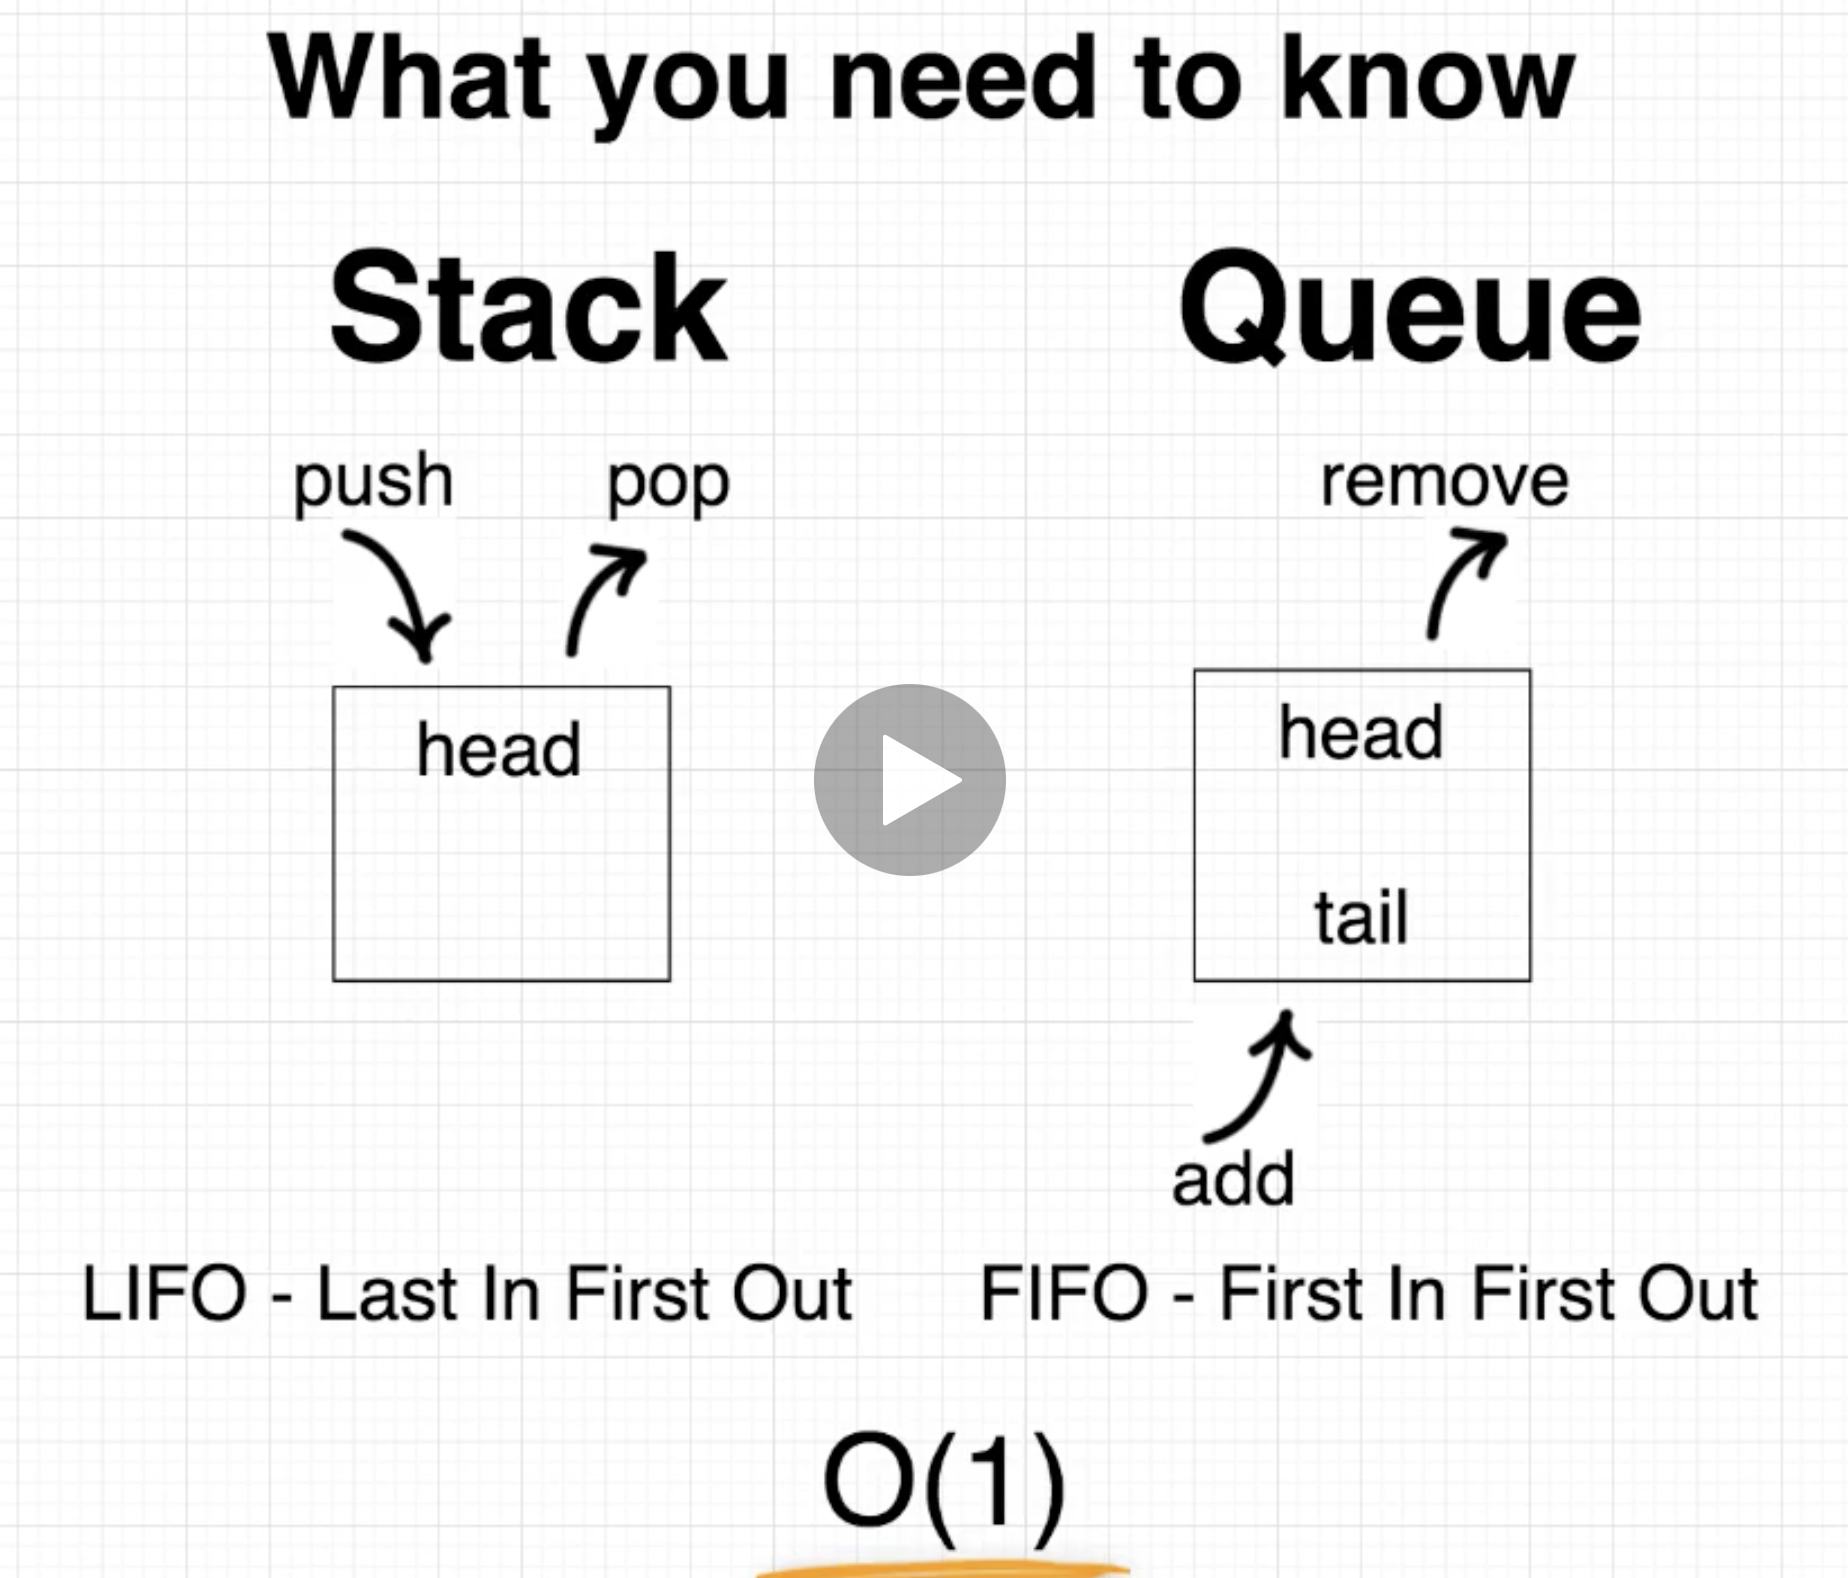 What you need to know
Stack
Queue
push
pop
remove
head
head
tail
add
LIFO - Last In First Out
FIFO - First In First Out
O(1)